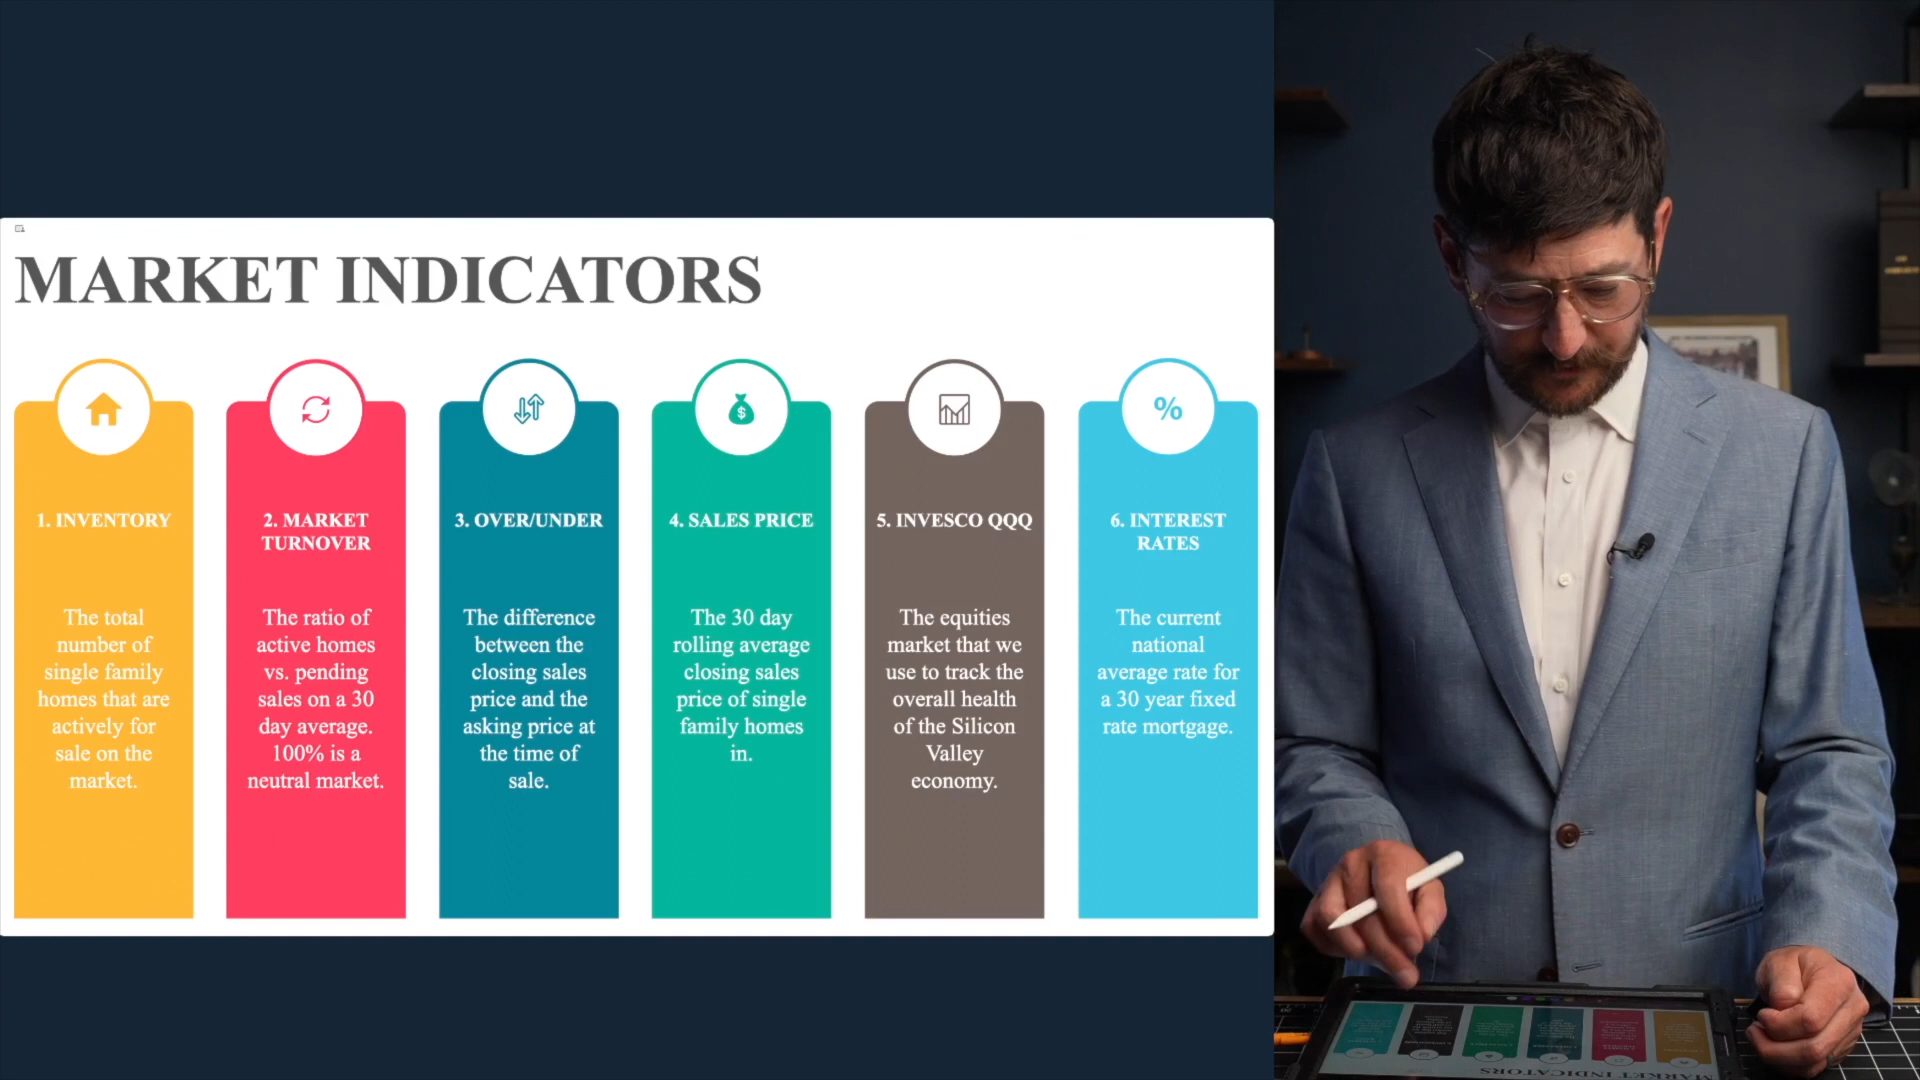 MARKET INDICATORS
1. INVENTORY
The total
number of
single family
homes that are
actively for
sale on the
market.
2. MARKET
TURNOVER
The ratio of
active homes
vs. pending
sales on a 30
day average.
100% is a
neutral market.
3. OVER/UNDER
The difference
between the
closing sales
price and the
asking price at
the time of
sale.
$
4. SALES PRICE
The 30 day
rolling average
closing sales
price of single
family homes
in.
5. INVESCO QQQ
The equities
market that we
use to track the
overall health
of the Silicon
Valley
economy.
%
6. INTEREST
RATES
The current
national
average rate for
a 30 year fixed
rate mortgage.
MARKET INDICATORS